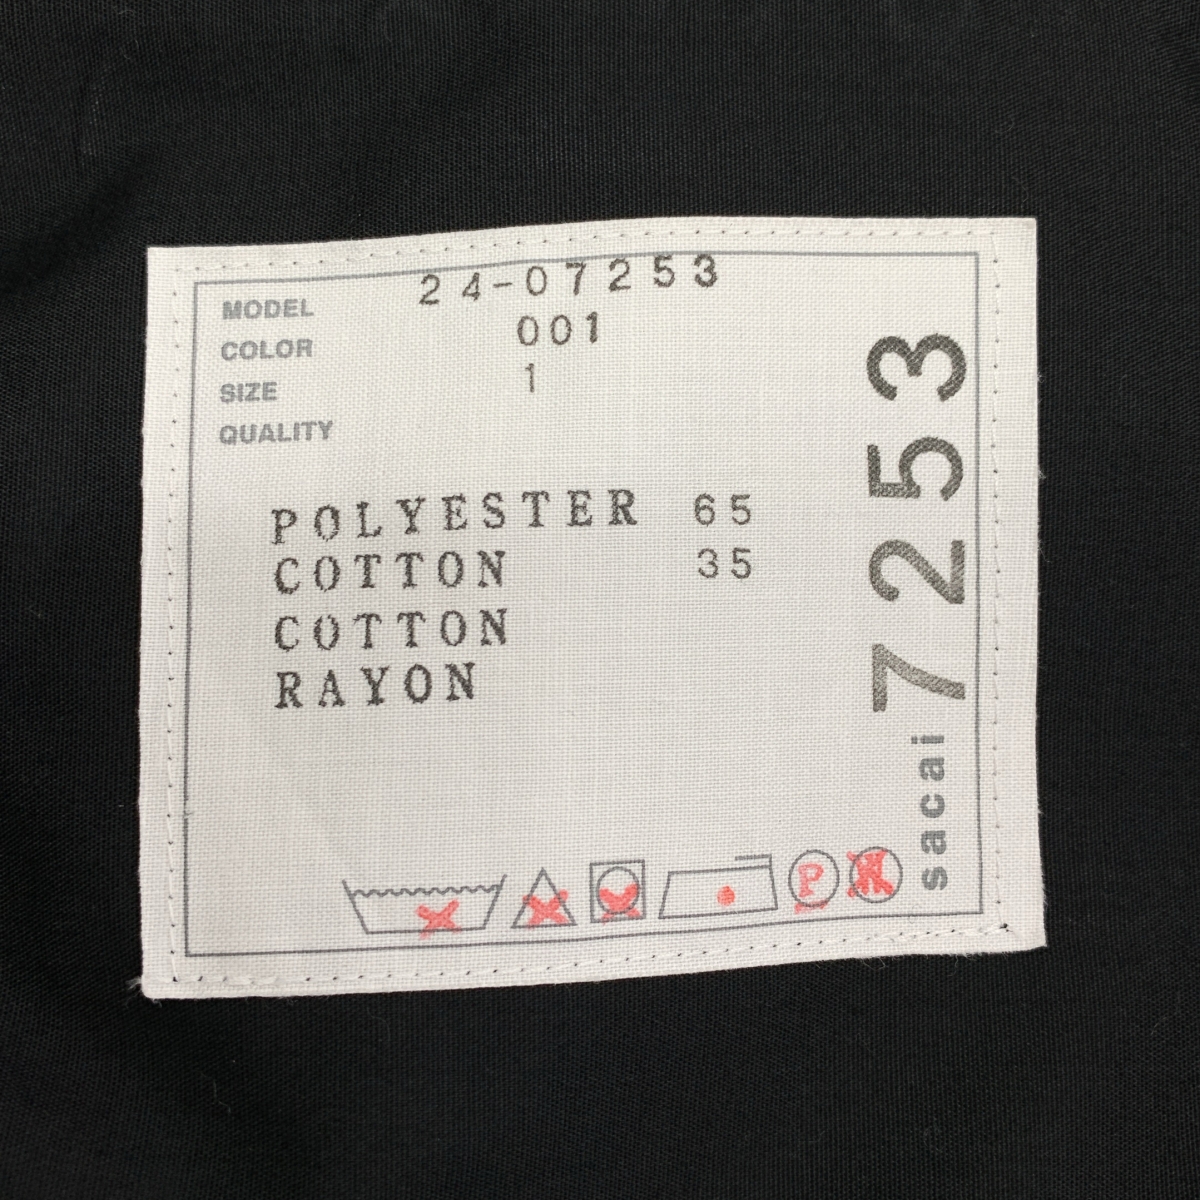 MODEL 24-07253
COLOR 001
SIZE 1
QUALITY
POLYESTER 65
COTTON 35
COTTON
RAYON
sacai 7253
P
W